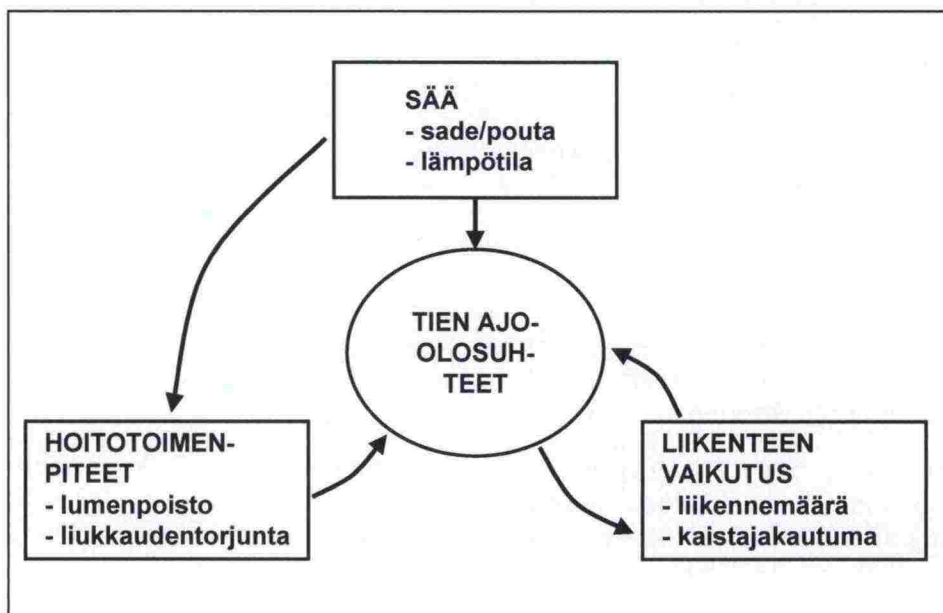 SÄÄ
- sade/pouta
- lämpötila
TIEN AJO-
OLOSUH-
TEET
HOITOTOIMEN-
PITEET
- lumenpoisto
- liukkaudentorjunta
LIIKENTEEN
VAIKUTUS
- liikennemäärä
- kaistajakautuma